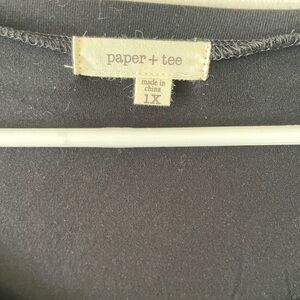 paper + tee
made in
china
1X